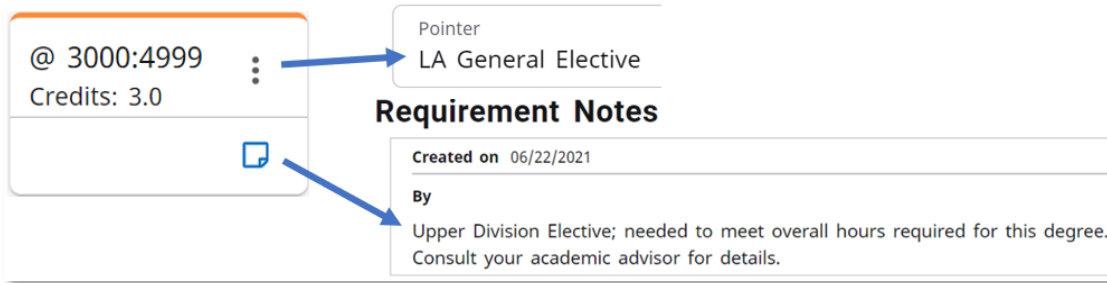 @ 3000:4999
Credits: 3.0
Pointer
LA General Elective
Requirement Notes
Created on 06/22/2021
By
Upper Division Elective; needed to meet overall hours required for this degree.
Consult your academic advisor for details.